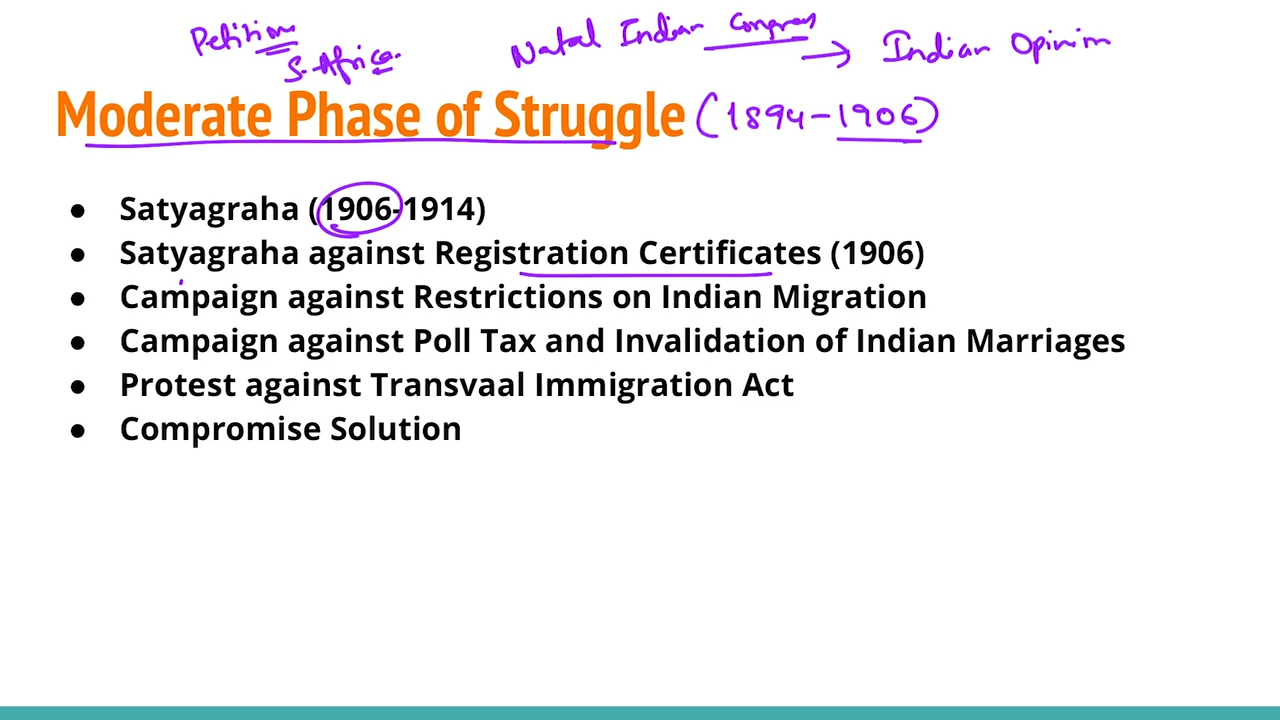 Petition
S. Africa.
Natal Indian Congress → Indian Opinion
Moderate Phase of Struggle (1894-1906)
● Satyagraha (1906-1914)
● Satyagraha against Registration Certificates (1906)
● Campaign against Restrictions on Indian Migration
● Campaign against Poll Tax and Invalidation of Indian Marriages
● Protest against Transvaal Immigration Act
● Compromise Solution